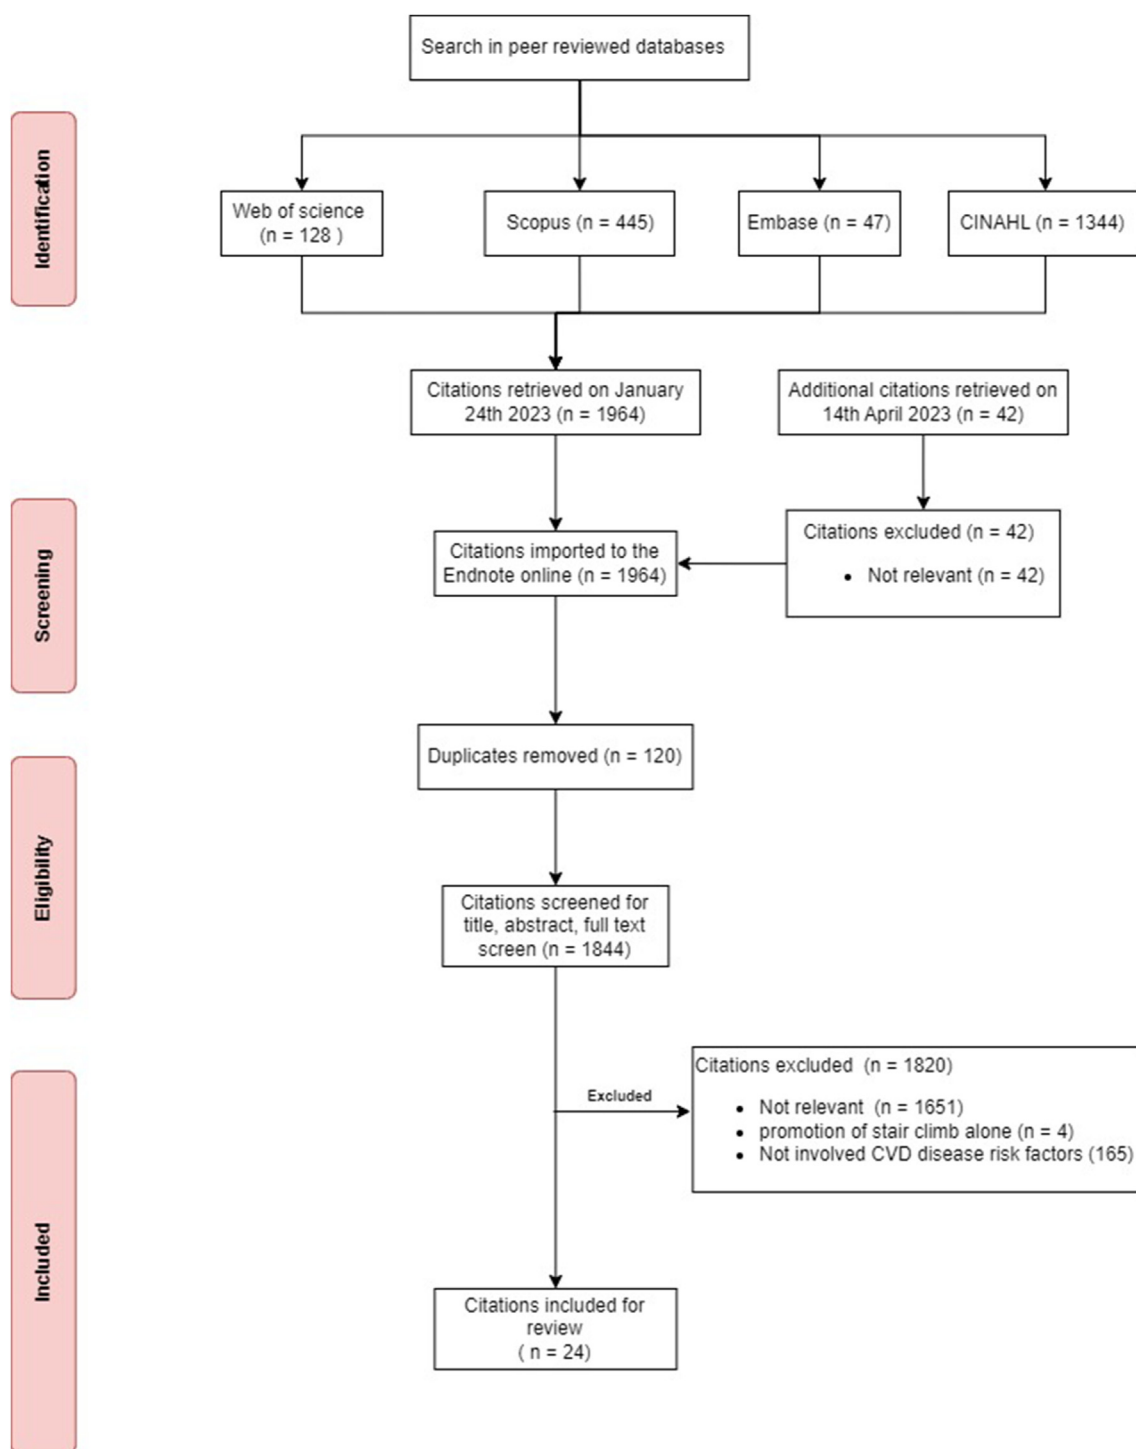 Search in peer reviewed databases
Identification
Web of science
(n = 128 )
Scopus (n = 445)
Embase (n = 47)
CINAHL (n = 1344)
Citations retrieved on January
24th 2023 (n = 1964)
Additional citations retrieved on
14th April 2023 (n = 42)
Screening
Citations imported to the
Endnote online (n = 1964)
Citations excluded (n = 42)
• Not relevant (n = 42)
Duplicates removed (n = 120)
Eligibility
Citations screened for
title, abstract, full text
screen (n = 1844)
Excluded
Citations excluded  (n = 1820)
• Not relevant  (n = 1651)
• promotion of stair climb alone (n = 4)
• Not involved CVD disease risk factors (165)
Included
Citations included for
review
( n = 24)